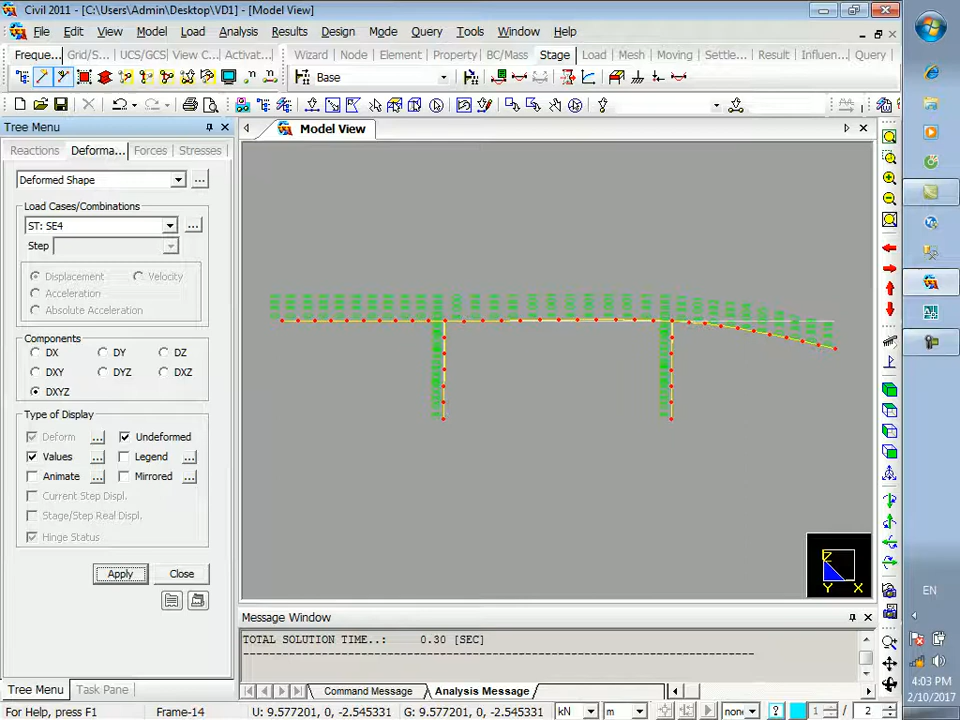 Civil 2011 - [C:\Users\Admin\Desktop\VD1] - [Model View]
File Edit View Model Load Analysis Results Design Mode Query Tools Window Help
Freque... Grid/S... UCS/GCS View C... Activat... Wizard Node Element Property BC/Mass Stage Load Mesh Moving Settle... Result Influen... Query
Base
Tree Menu
Model View
Reactions Deforma... Forces Stresses
Deformed Shape
Load Cases/Combinations
ST: SE4
Step
Displacement Velocity
Acceleration
Absolute Acceleration
Components
DX DY DZ
DXY DYZ DXZ
DXYZ
Type of Display
Deform Undeformed
Values Legend
Animate Mirrored
Current Step Displ.
Stage/Step Real Displ.
Hinge Status
Apply Close
Z
Y X
Message Window
TOTAL SOLUTION TIME..: 0.30 [SEC]
Command Message Analysis Message
Tree Menu Task Pane
For Help, press F1 Frame-14 U: 9.577201, 0, -2.545331 G: 9.577201, 0, -2.545331 kN m none 1 / 2
EN
4:03 PM
2/10/2017